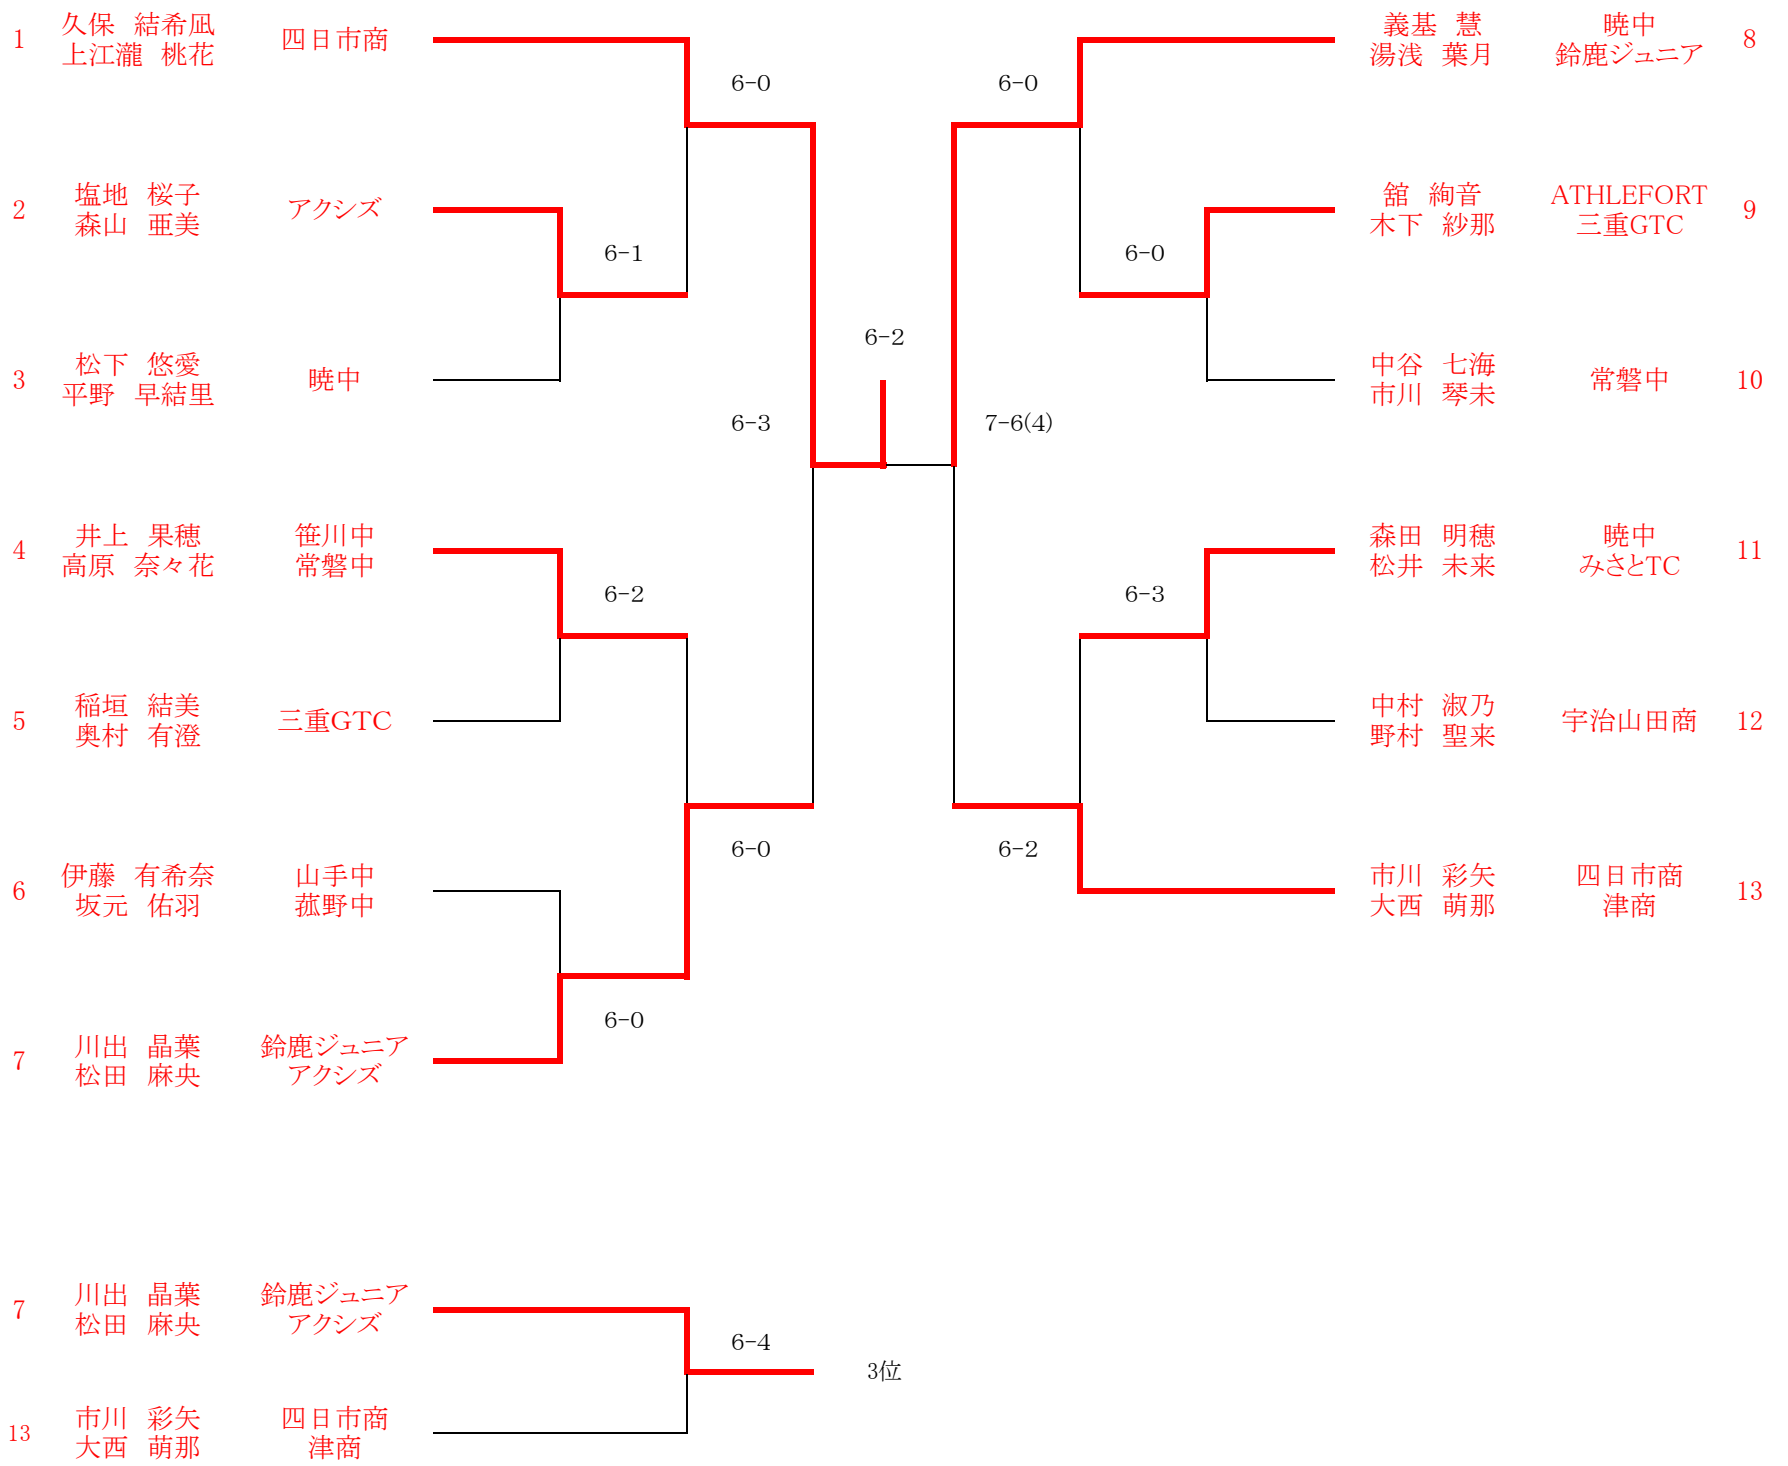 1 久保 結希凪 四日市商
上江瀧 桃花
6-0
2 塩地 桜子 アクシズ
森山 亜美
6-1
3 松下 悠愛 暁中
平野 早結里
6-3
4 井上 果穂 笹川中
高原 奈々花 常磐中
6-2
5 稲垣 結美 三重GTC
奥村 有澄
6-0
6 伊藤 有希奈 山手中
坂元 佑羽 菰野中
6-0
7 川出 晶葉 鈴鹿ジュニア
松田 麻央 アクシズ
6-2
義基 慧 暁中 8
湯浅 葉月 鈴鹿ジュニア
6-0
舘 絢音 ATHLEFORT 9
木下 紗那 三重GTC
6-0
中谷 七海 常磐中 10
市川 琴未
7-6(4)
森田 明穂 暁中 11
松井 未来 みさとTC
6-3
中村 淑乃 宇治山田商 12
野村 聖来
6-2
市川 彩矢 四日市商 13
大西 萌那 津商
7 川出 晶葉 鈴鹿ジュニア
松田 麻央 アクシズ
6-4
3位
13 市川 彩矢 四日市商
大西 萌那 津商